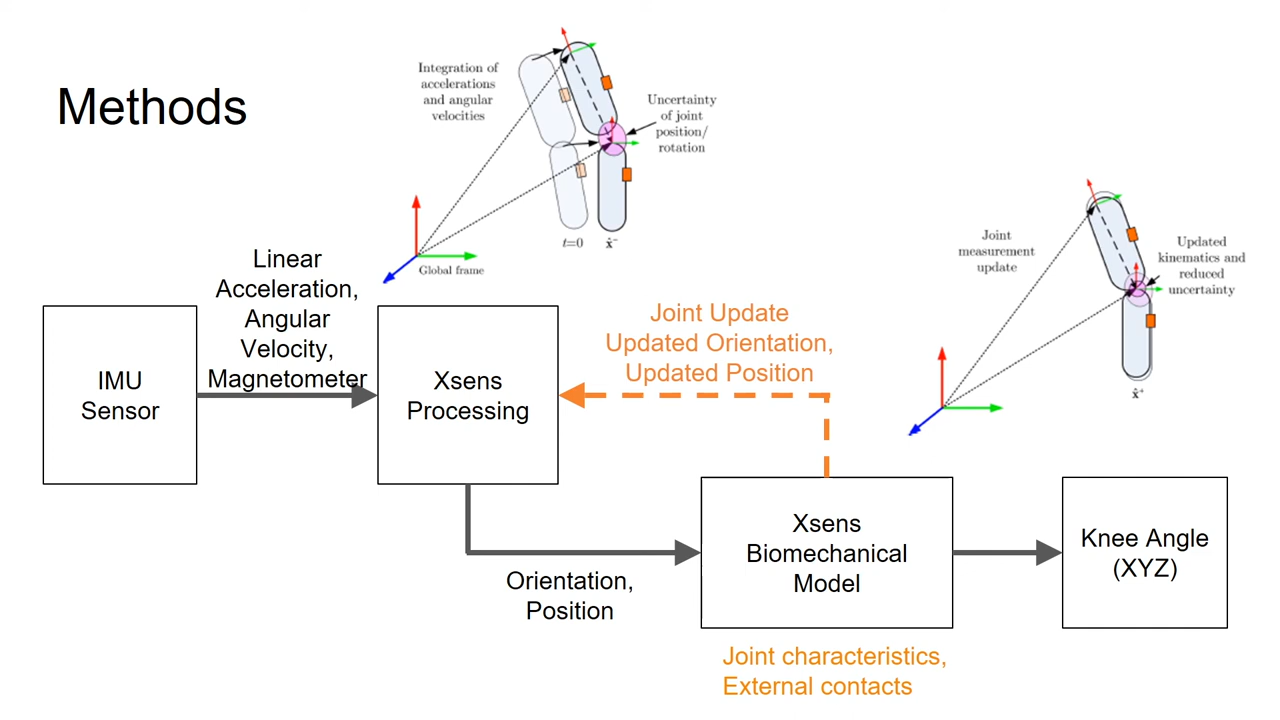 Methods
Integration of
accelerations
and angular
velocities
Uncertainty
of joint
position/
rotation
t=0
x̂⁻
Global frame
Joint
measurement
update
Updated
kinematics and
reduced
uncertainty
x̂⁺
Linear
Acceleration,
Angular
Velocity,
Magnetometer
IMU
Sensor
Xsens
Processing
Joint Update
Updated Orientation,
Updated Position
Orientation,
Position
Xsens
Biomechanical
Model
Knee Angle
(XYZ)
Joint characteristics,
External contacts